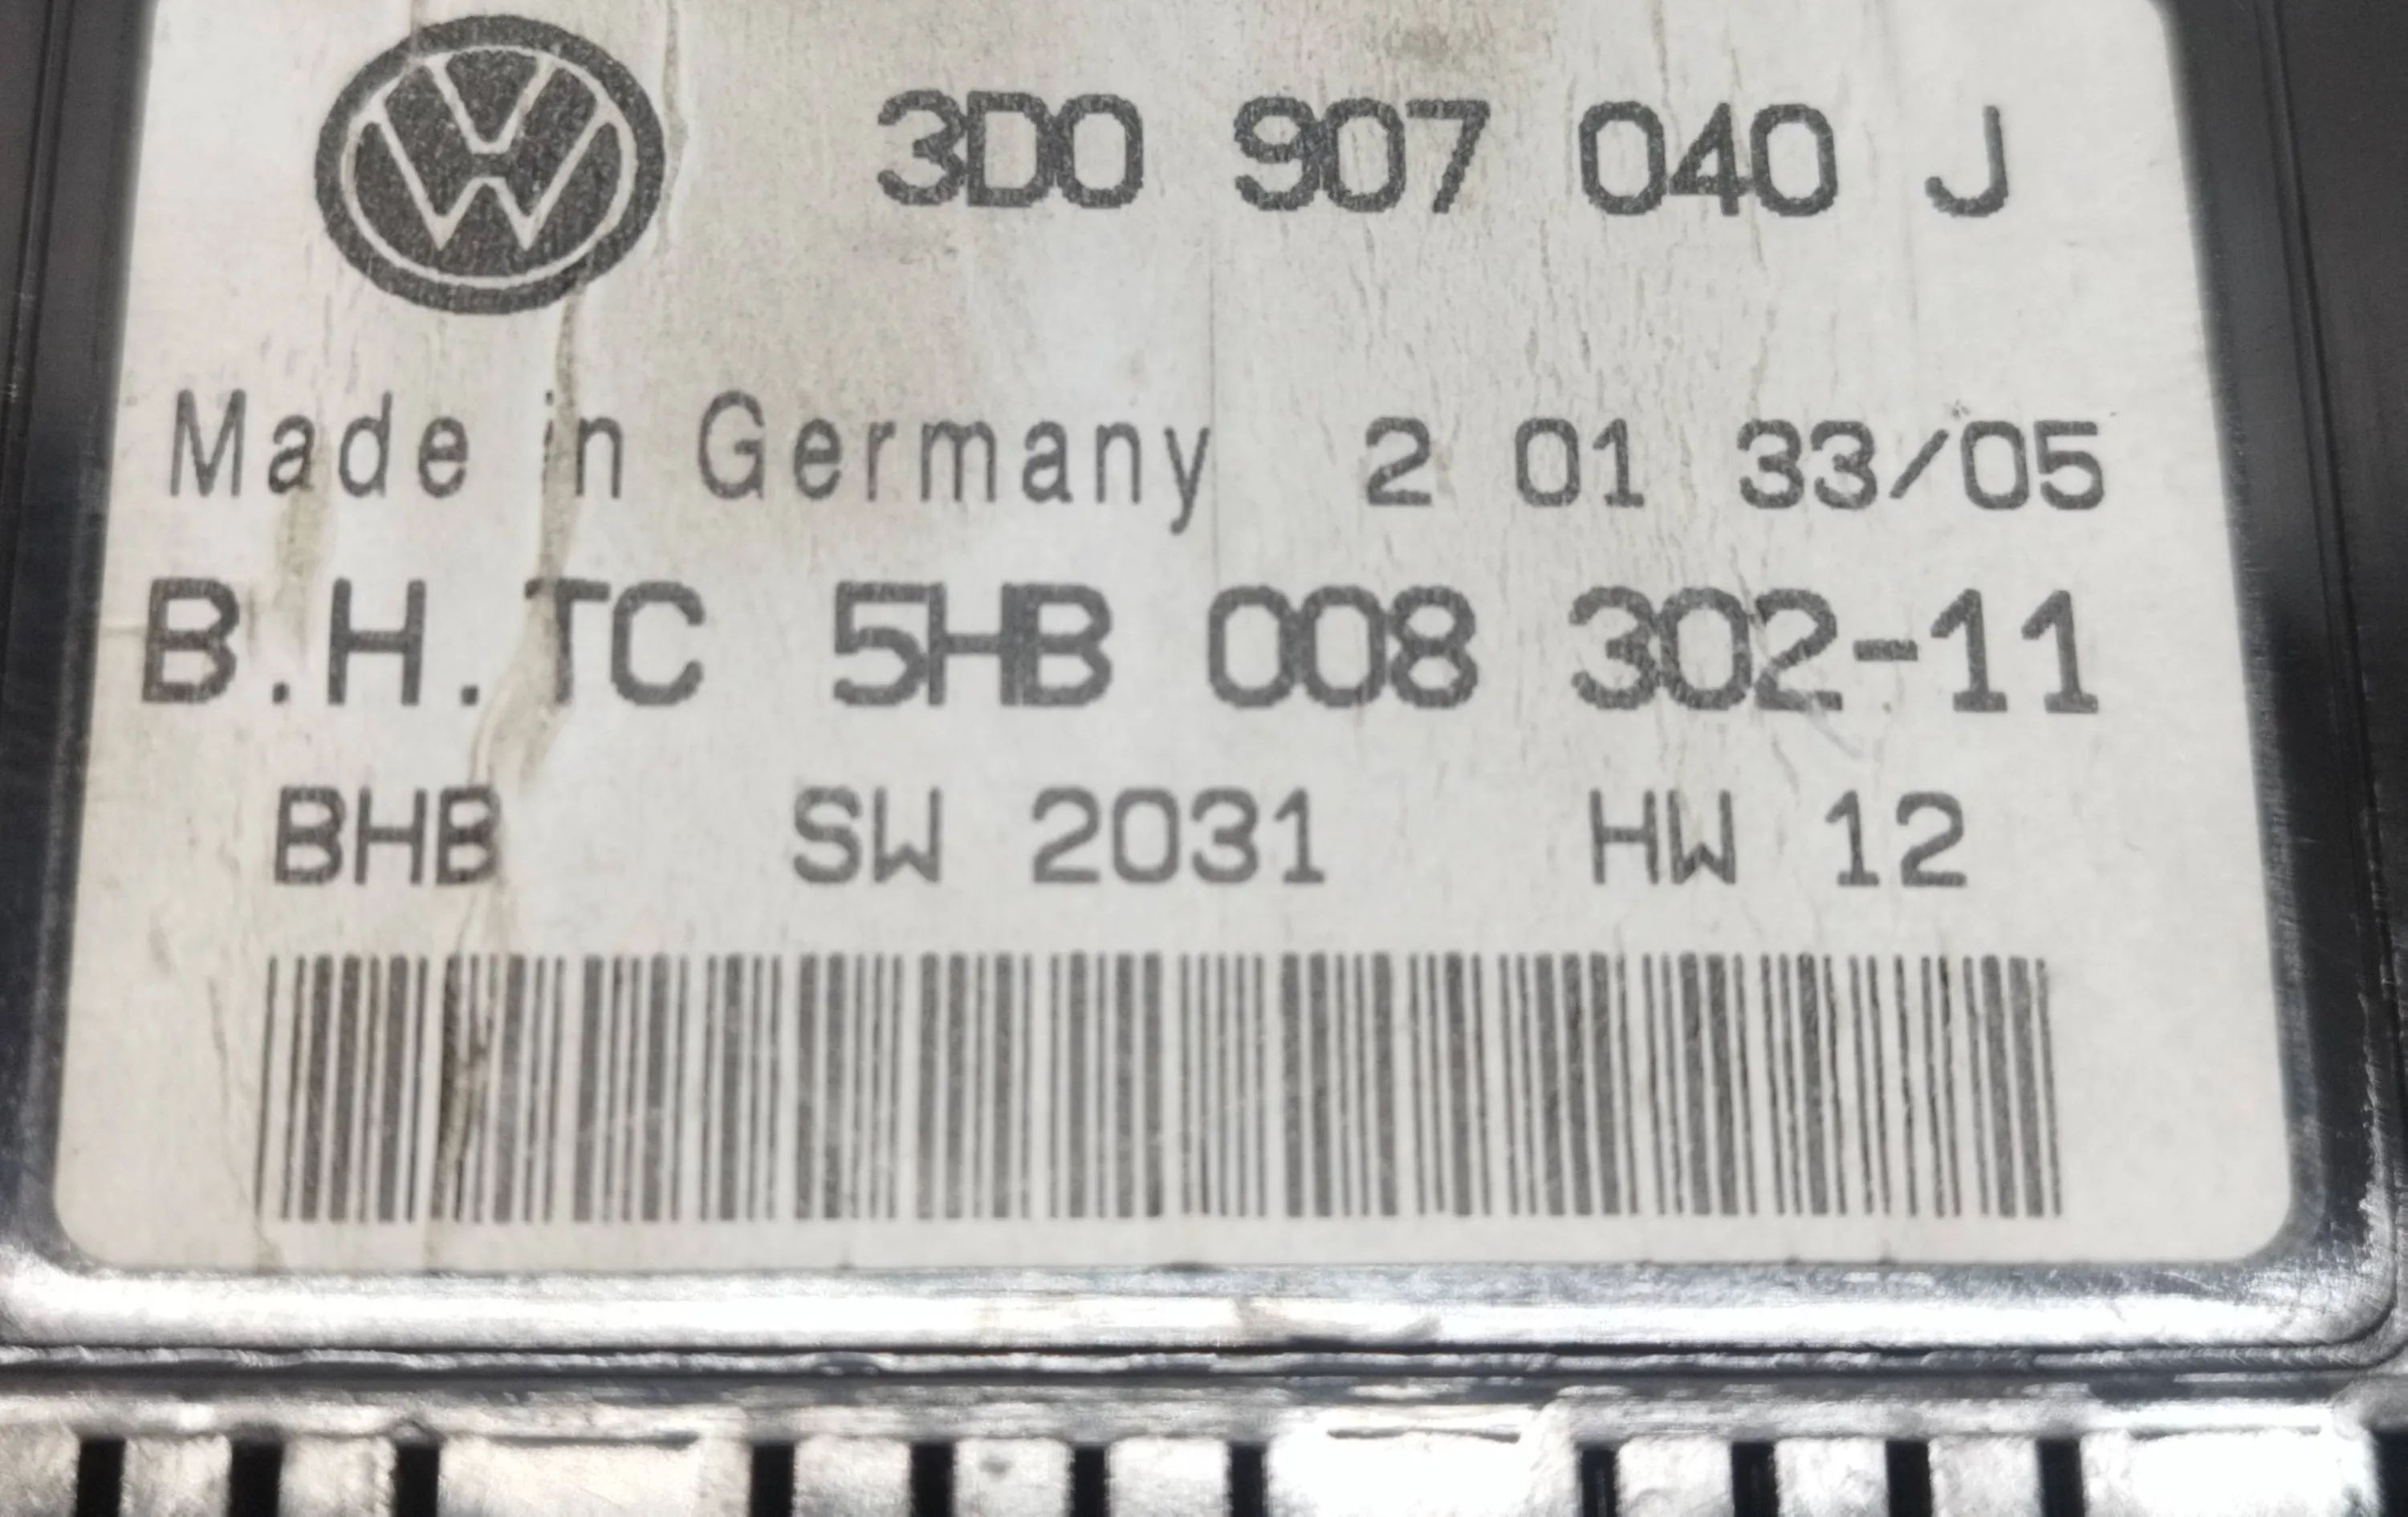 3D0 907 040 J
Made in Germany 2 01 33/05
B.H.TC 5HB 008 302-11
BHB SW 2031 HW 12